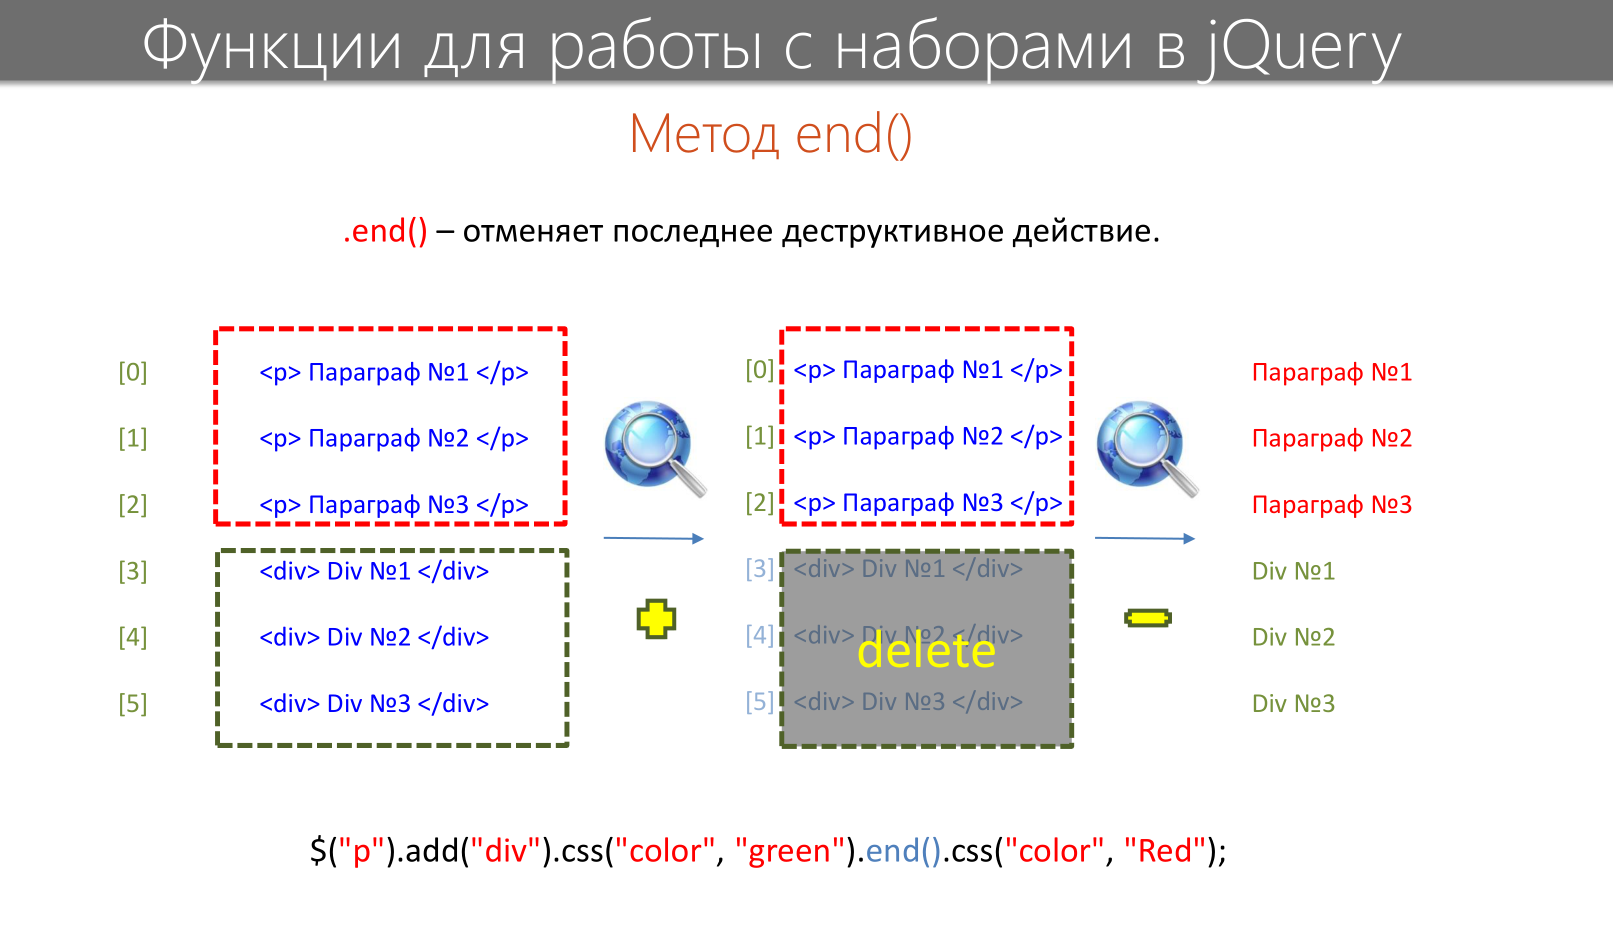 Функции для работы с наборами в jQuery
Метод end()
.end() – отменяет последнее деструктивное действие.
[0] <p> Параграф №1 </p> [0] <p> Параграф №1 </p> Параграф №1
[1] <p> Параграф №2 </p> [1] <p> Параграф №2 </p> Параграф №2
[2] <p> Параграф №3 </p> [2] <p> Параграф №3 </p> Параграф №3
[3] <div> Div №1 </div> [3] <div> Div №1 </div> Div №1
[4] <div> Div №2 </div> [4] <div> Div №2 </div> Div №2
delete
[5] <div> Div №3 </div> [5] <div> Div №3 </div> Div №3
$("p").add("div").css("color", "green").end().css("color", "Red");